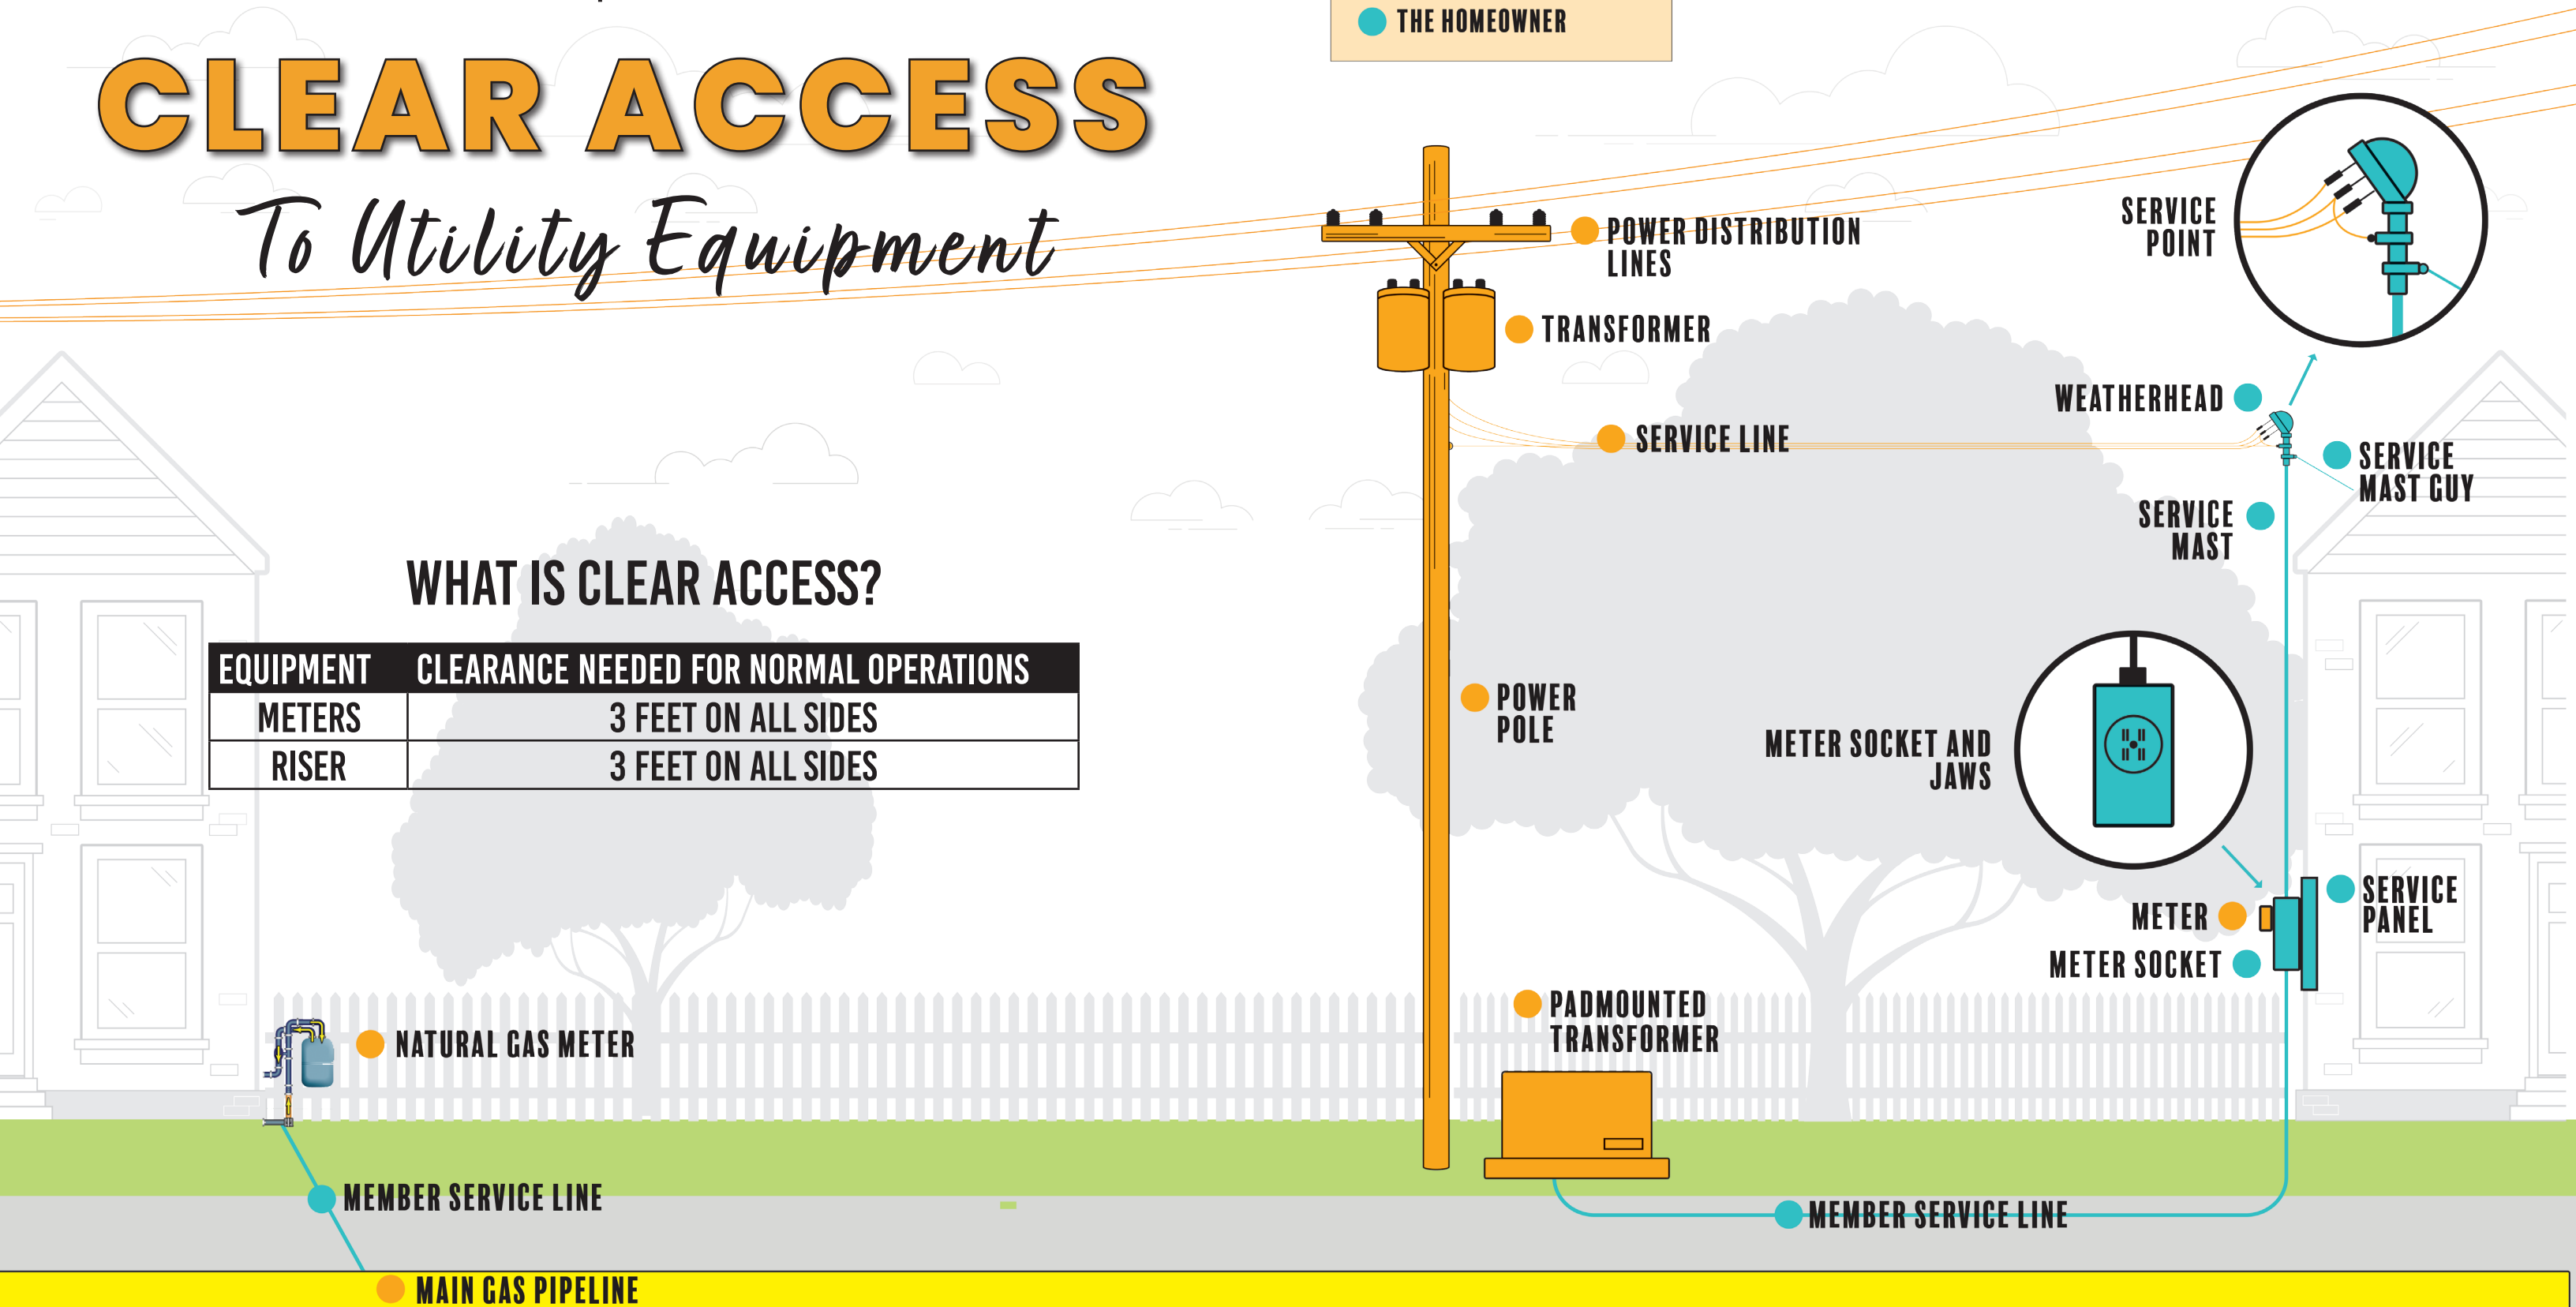 THE HOMEOWNER
CLEAR ACCESS
To Utility Equipment
POWER DISTRIBUTION
LINES
SERVICE
POINT
TRANSFORMER
WEATHERHEAD
SERVICE LINE
SERVICE
MAST GUY
SERVICE
MAST
WHAT IS CLEAR ACCESS?
EQUIPMENT CLEARANCE NEEDED FOR NORMAL OPERATIONS
METERS 3 FEET ON ALL SIDES
RISER 3 FEET ON ALL SIDES
POWER
POLE
METER SOCKET AND
JAWS
SERVICE
PANEL
METER
METER SOCKET
PADMOUNTED
TRANSFORMER
NATURAL GAS METER
MEMBER SERVICE LINE
MEMBER SERVICE LINE
MAIN GAS PIPELINE